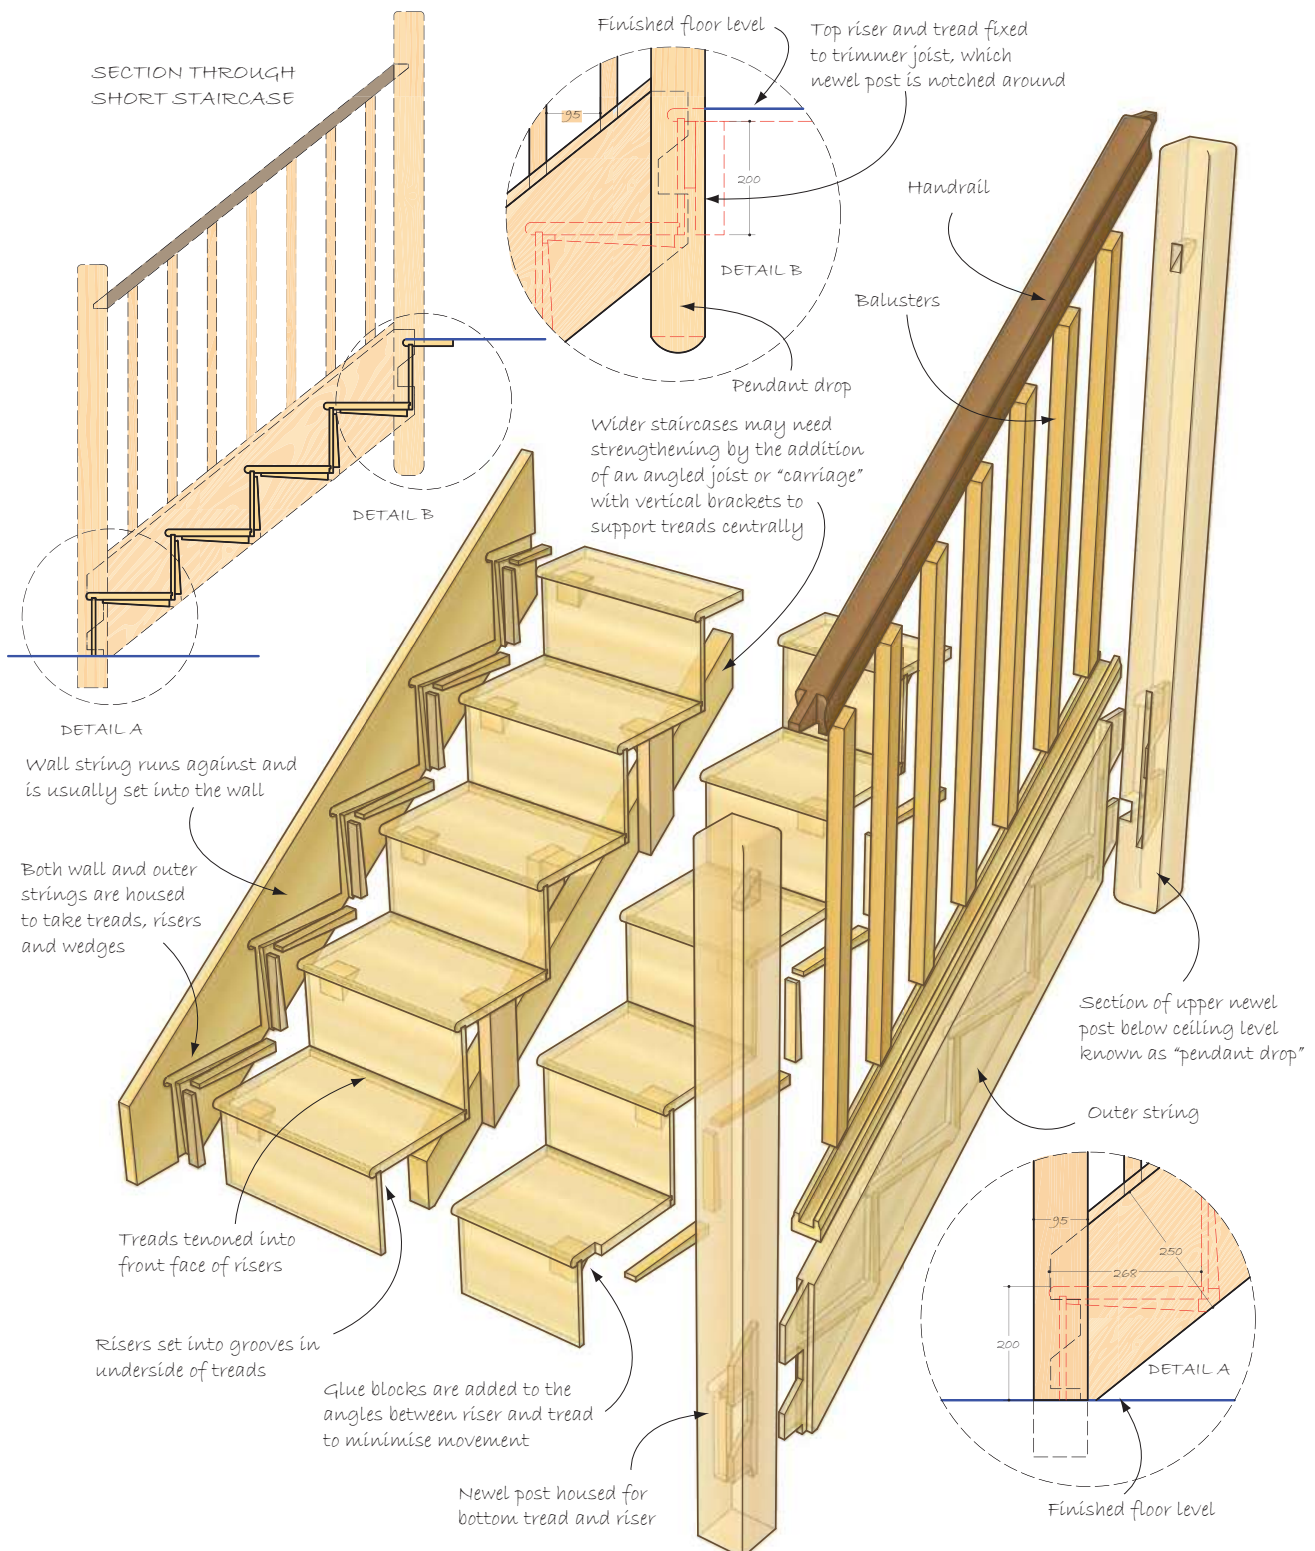 SECTION THROUGH
SHORT STAIRCASE
Finished floor level
Top riser and tread fixed
to trimmer joist, which
newel post is notched around
95
200
DETAIL B
Pendant drop
Handrail
Balusters
Wider staircases may need
strengthening by the addition
of an angled joist or “carriage”
with vertical brackets to
support treads centrally
DETAIL B
DETAIL A
Wall string runs against and
is usually set into the wall
Both wall and outer
strings are housed
to take treads, risers
and wedges
Section of upper newel
post below ceiling level
known as “pendant drop”
Outer string
Treads tenoned into
front face of risers
Risers set into grooves in
underside of treads
Glue blocks are added to the
angles between riser and tread
to minimise movement
Newel post housed for
bottom tread and riser
95
250
268
200
DETAIL A
Finished floor level